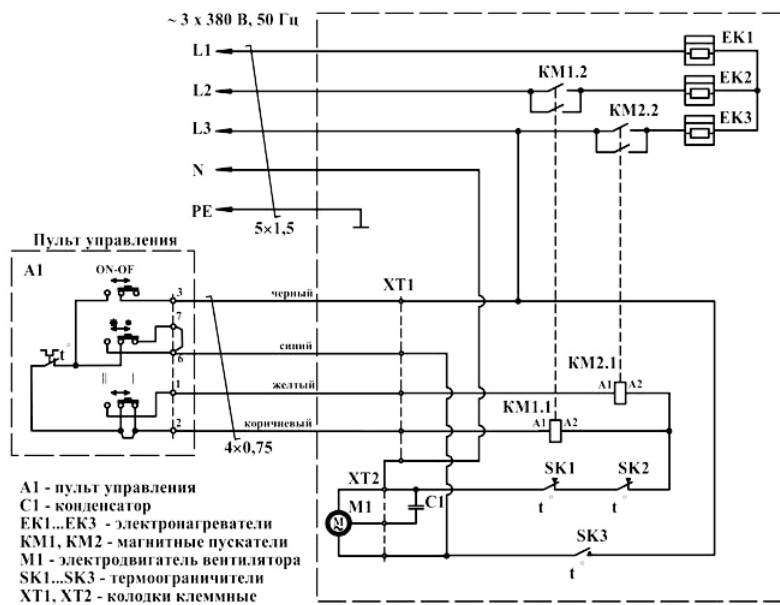 ~ 3 x 380 В, 50 Гц
L1
EK1
KM1.2
L2
EK2
KM2.2
L3
EK3
N
PE
5×1,5
Пульт управления
A1
ON-OF
XT1
3
черный
7
t°
синий
6
KM2.1
1
желтый
A1 A2
KM1.1
2
коричневый
A1 A2
4×0,75
XT2
SK1
SK2
M1
C1
t°
t°
M
SK3
t°
A1 - пульт управления
C1 - конденсатор
EK1...EK3 - электронагреватели
KM1, KM2 - магнитные пускатели
M1 - электродвигатель вентилятора
SK1...SK3 - термоограничители
XT1, XT2 - колодки клеммные